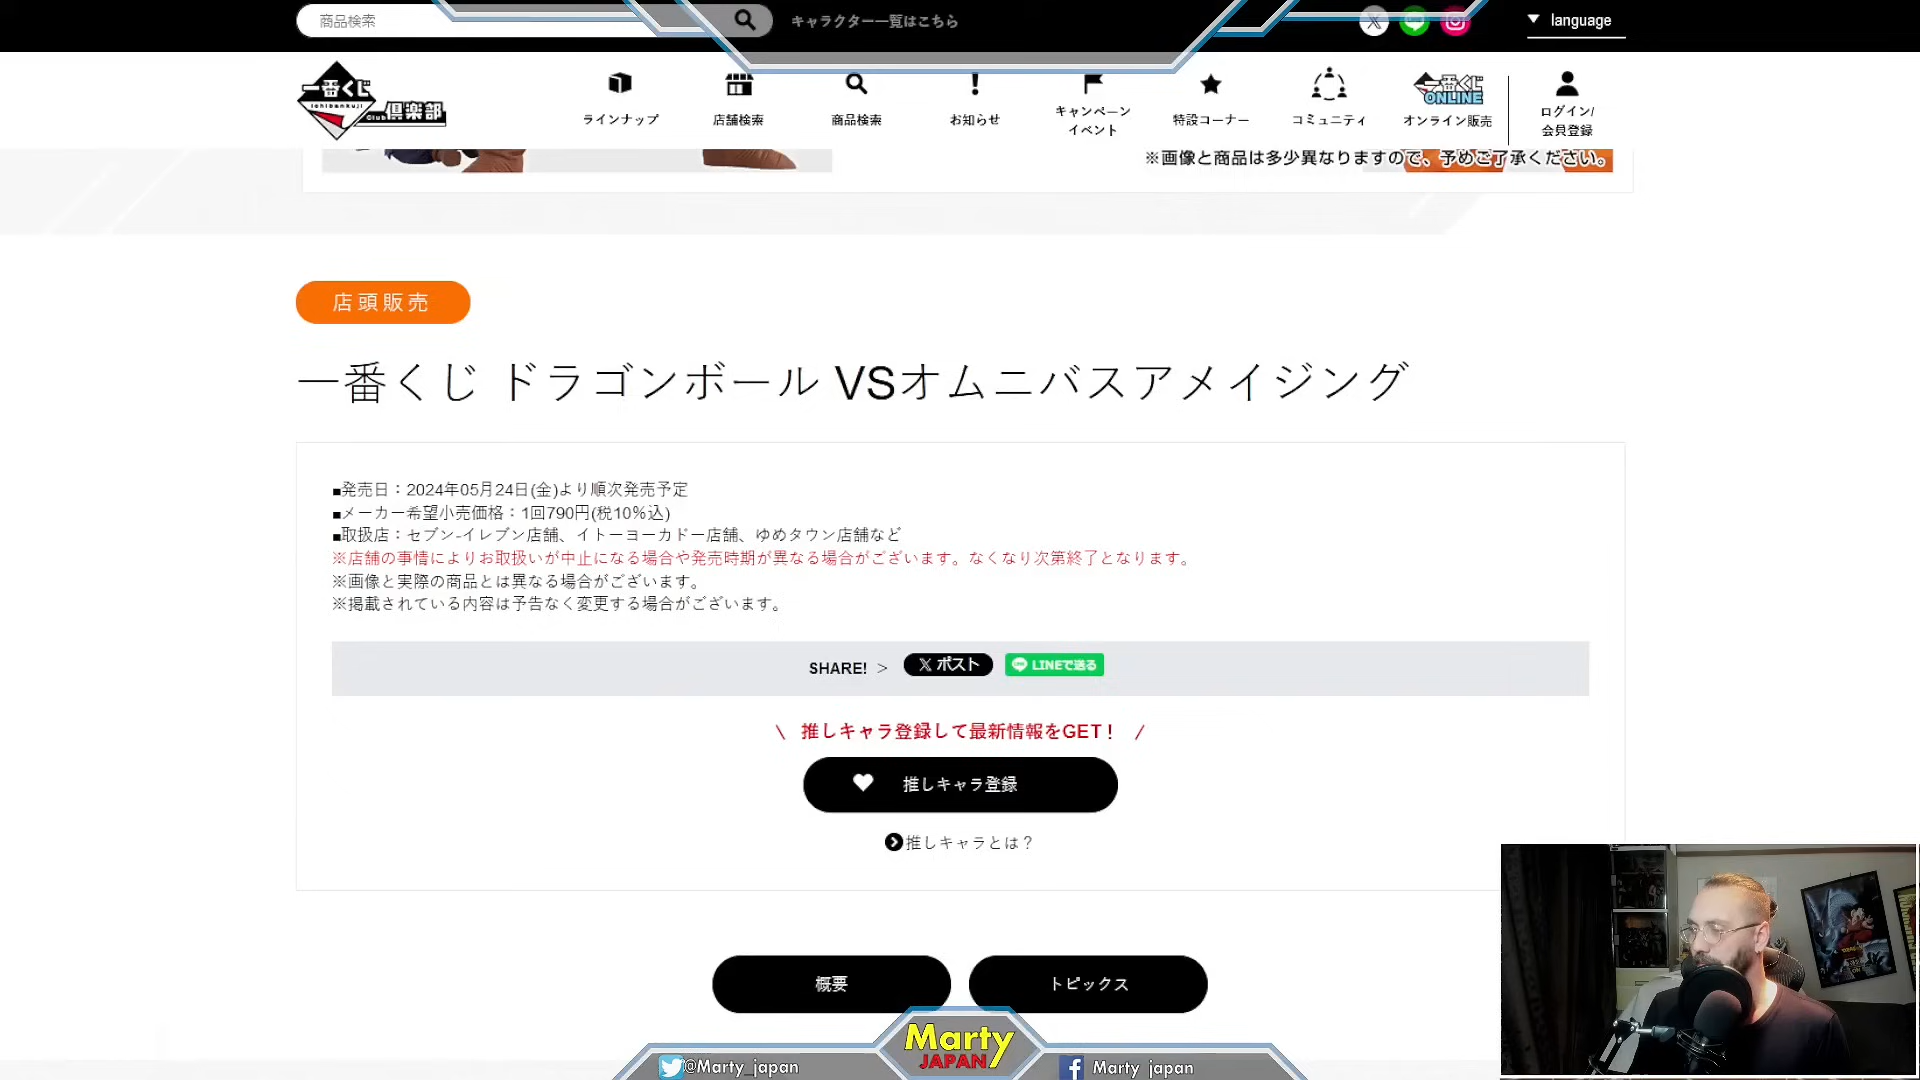 商品検索
キャラクター一覧はこちら
language
一番くじ
ichibankuji
Club 倶楽部
ラインナップ
店舗検索
商品検索
お知らせ
キャンペーン
イベント
特設コーナー
コミュニティ
一番くじ
ONLINE
オンライン販売
ログイン/
会員登録
※画像と商品は多少異なりますので、予めご了承ください。
店頭販売
一番くじ ドラゴンボール VSオムニバスアメイジング
■発売日：2024年05月24日(金)より順次発売予定
■メーカー希望小売価格：1回790円(税10%込)
■取扱店：セブン-イレブン店舗、イトーヨーカドー店舗、ゆめタウン店舗など
※店舗の事情によりお取扱いが中止になる場合や発売時期が異なる場合がございます。なくなり次第終了となります。
※画像と実際の商品とは異なる場合がございます。
※掲載されている内容は予告なく変更する場合がございます。
SHARE! >
ポスト
LINEで送る
\ 推しキャラ登録して最新情報をGET！ /
推しキャラ登録
推しキャラとは？
概要
トピックス
Marty
JAPAN
@Marty_japan
Marty japan